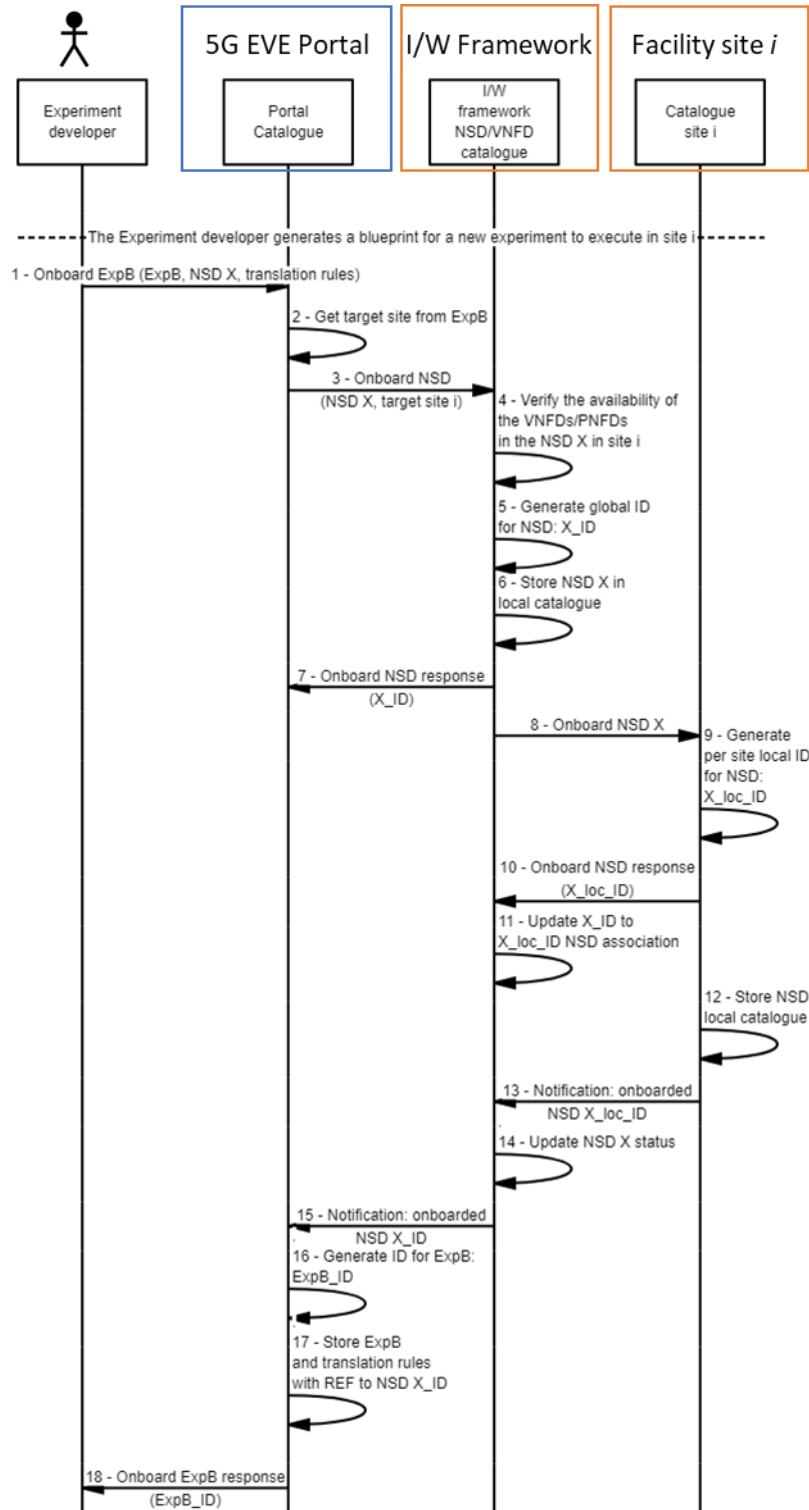 5G EVE Portal
I/W Framework
Facility site i
Experiment
developer
Portal
Catalogue
I/W
framework
NSD/VNFD
catalogue
Catalogue
site i
The Experiment developer generates a blueprint for a new experiment to execute in site i
1 - Onboard ExpB (ExpB, NSD X, translation rules)
2 - Get target site from ExpB
3 - Onboard NSD
(NSD X, target site i)
4 - Verify the availability of
the VNFDs/PNFDs
in the NSD X in site i
5 - Generate global ID
for NSD: X_ID
6 - Store NSD X in
local catalogue
7 - Onboard NSD response
(X_ID)
8 - Onboard NSD X
9 - Generate
per site local ID
for NSD:
X_loc_ID
10 - Onboard NSD response
(X_loc_ID)
11 - Update X_ID to
X_loc_ID NSD association
12 - Store NSD
local catalogue
13 - Notification: onboarded
NSD X_loc_ID
14 - Update NSD X status
15 - Notification: onboarded
NSD X_ID
16 - Generate ID for ExpB:
ExpB_ID
17 - Store ExpB
and translation rules
with REF to NSD X_ID
18 - Onboard ExpB response
(ExpB_ID)